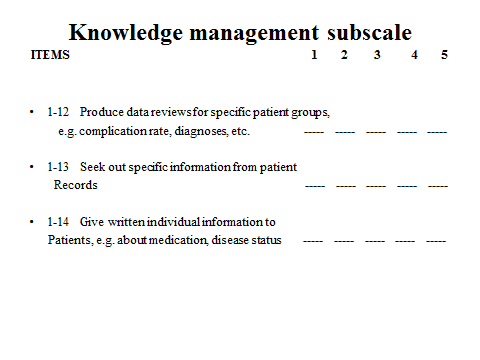 Knowledge management subscale
ITEMS 1 2 3 4 5
• 1-12 Produce data reviews for specific patient groups,
e.g. complication rate, diagnoses, etc. ----- ----- ----- ----- -----
• 1-13 Seek out specific information from patient
Records ----- ----- ----- ----- -----
• 1-14 Give written individual information to
Patients, e.g. about medication, disease status ----- ----- ----- ----- -----